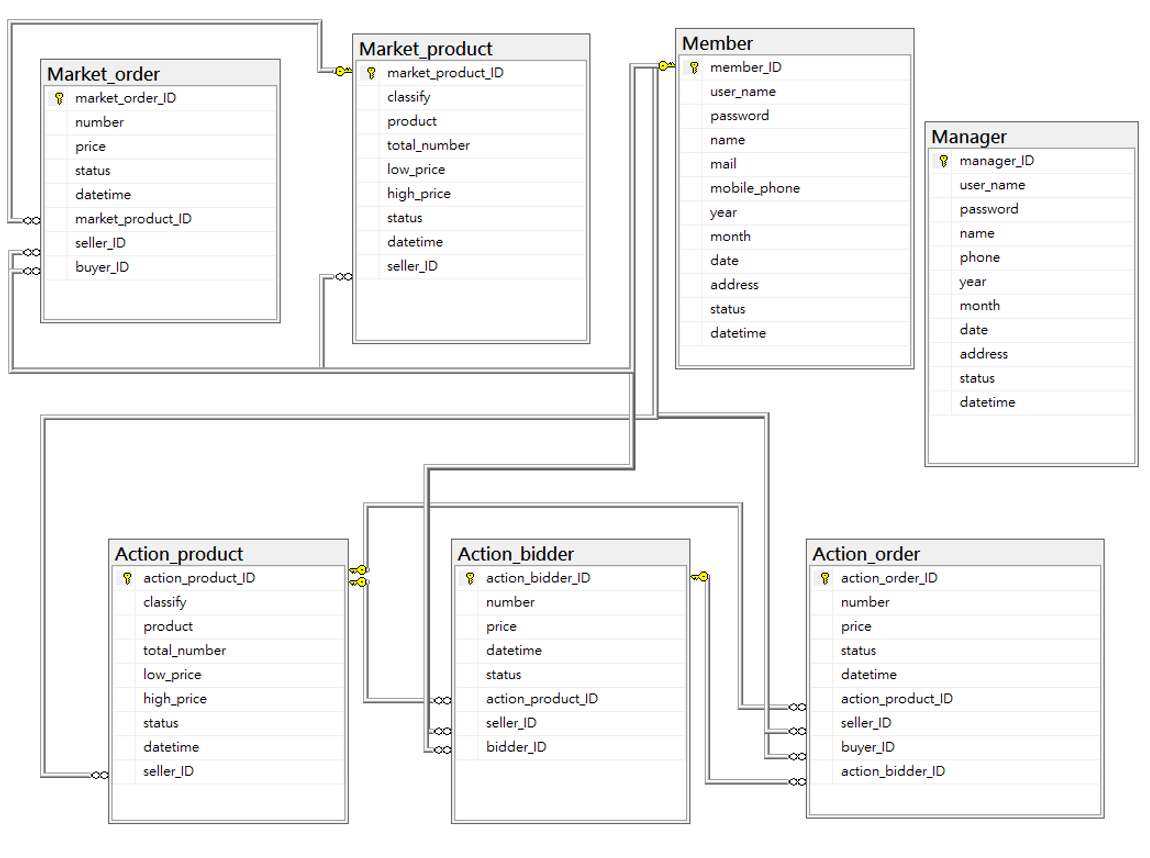 Market_order
market_order_ID
number
price
status
datetime
market_product_ID
seller_ID
buyer_ID
Market_product
market_product_ID
classify
product
total_number
low_price
high_price
status
datetime
seller_ID
Member
member_ID
user_name
password
name
mail
mobile_phone
year
month
date
address
status
datetime
Manager
manager_ID
user_name
password
name
phone
year
month
date
address
status
datetime
Action_product
action_product_ID
classify
product
total_number
low_price
high_price
status
datetime
seller_ID
Action_bidder
action_bidder_ID
number
price
datetime
status
action_product_ID
seller_ID
bidder_ID
Action_order
action_order_ID
number
price
status
datetime
action_product_ID
seller_ID
buyer_ID
action_bidder_ID